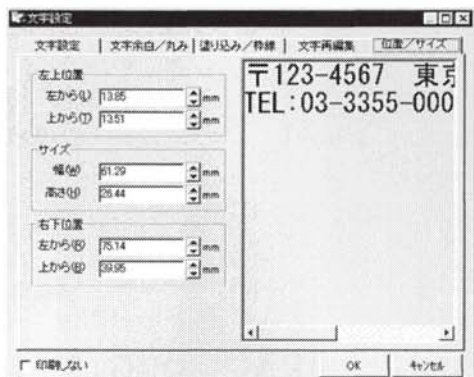 文字設定
文字設定 文字余白/丸み 塗り込み/枠線 文字再編集 位置/サイズ
左上位置
左から(L) 13.85 mm
上から(T) 13.51 mm
サイズ
幅(W) 61.29 mm
高さ(H) 26.44 mm
右下位置
左から(R) 75.14 mm
上から(B) 39.95 mm
〒123-4567 東京
TEL:03-3355-000
印刷しない OK キャンセル